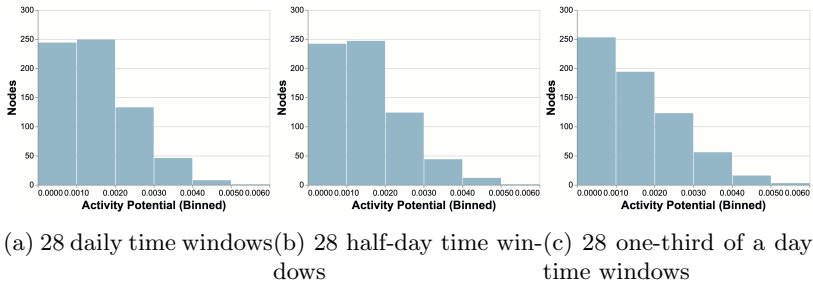 300
250
200
150
100
50
0
Nodes
0.0000 0.0010 0.0020 0.0030 0.0040 0.0050 0.0060
Activity Potential (Binned)
300
250
200
150
100
50
0
Nodes
0.0000 0.0010 0.0020 0.0030 0.0040 0.0050 0.0060
Activity Potential (Binned)
300
250
200
150
100
50
0
Nodes
0.0000 0.0010 0.0020 0.0030 0.0040 0.0050 0.0060
Activity Potential (Binned)
(a) 28 daily time windows
(b) 28 half-day time win-
dows
(c) 28 one-third of a day
time windows